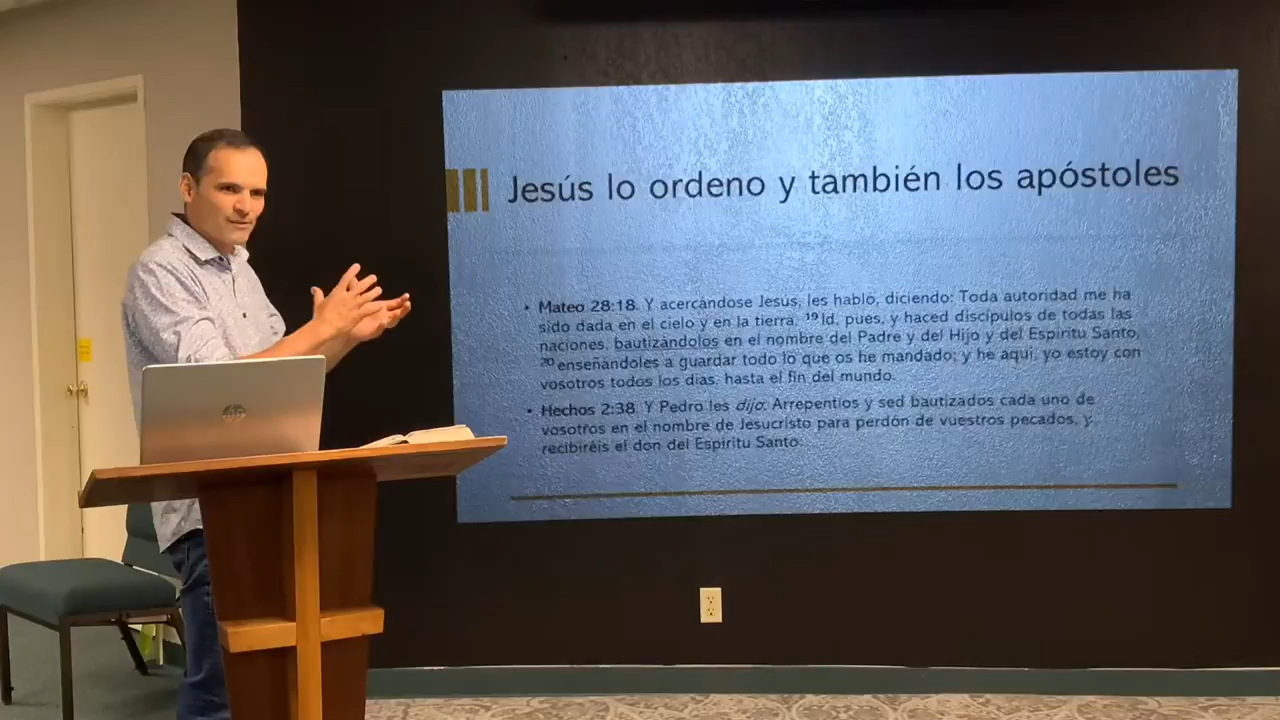 Jesús lo ordeno y también los apóstoles
• Mateo 28:18. Y acercándose Jesús, les habló, diciendo: Toda autoridad me ha
sido dada en el cielo y en la tierra. ¹⁹ Id, pues, y haced discípulos de todas las
naciones, bautizándolos en el nombre del Padre y del Hijo y del Espíritu Santo,
²⁰ enseñándoles a guardar todo lo que os he mandado; y he aquí, yo estoy con
vosotros todos los días, hasta el fin del mundo.
• Hechos 2:38. Y Pedro les dijo: Arrepentíos y sed bautizados cada uno de
vosotros en el nombre de Jesucristo para perdón de vuestros pecados, y
recibiréis el don del Espíritu Santo.
hp